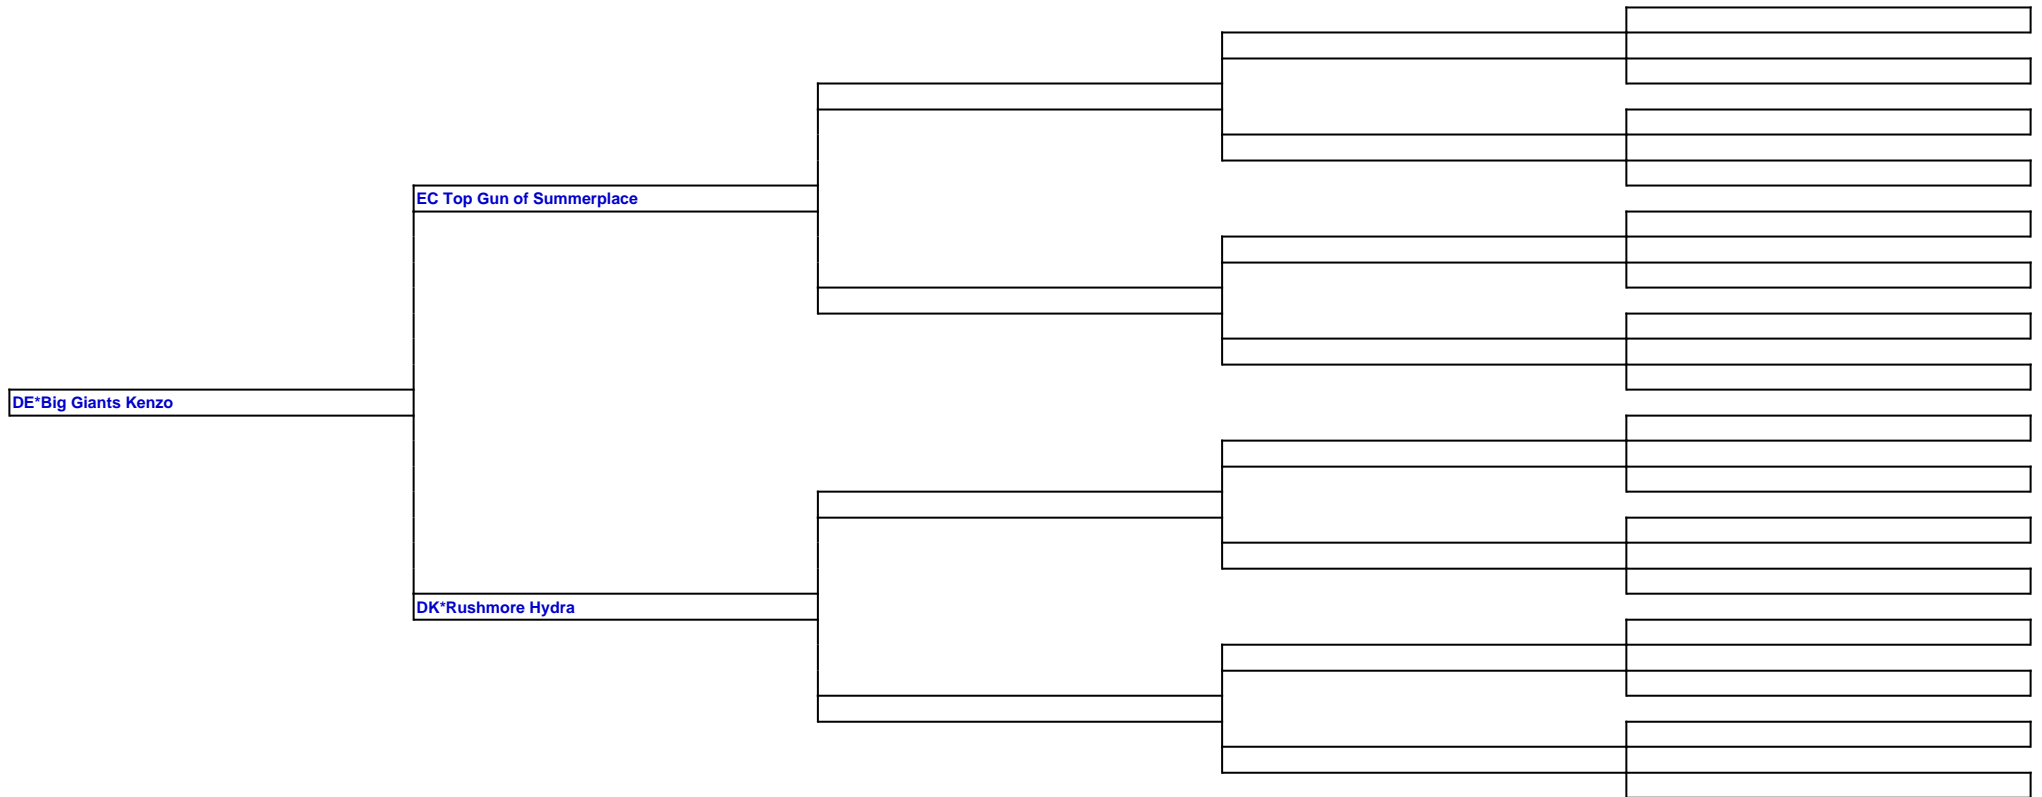 EC Top Gun of Summerplace
DE*Big Giants Kenzo
DK*Rushmore Hydra